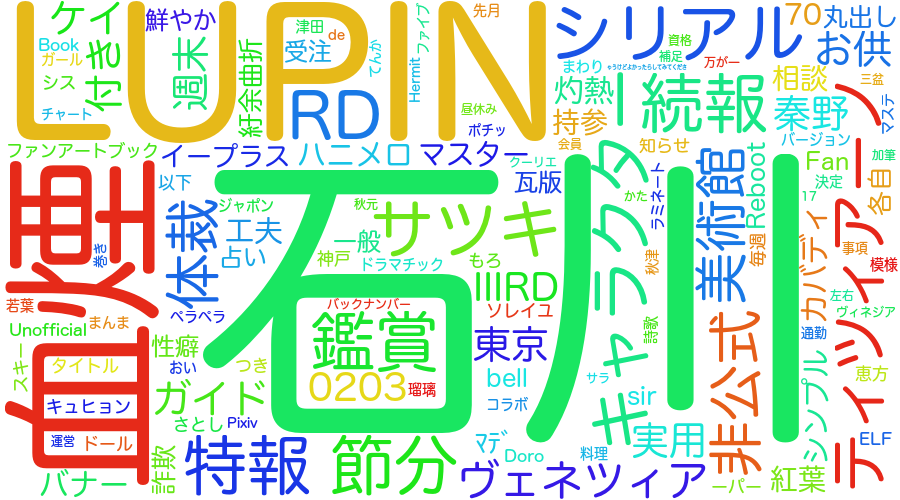 LUPIN
ケイ
鮮やか
先月
シリアル
70
丸出し
Book
ガール
シス
チャート
付き
週末
紆余曲折
津田
de
受注
てんか
ファイブ
Hermit
RD
昼休み
ポチッ
まわり
資格
補足
万が一
お供
灼熱
持参
続報
相談
秦野
三盆
マステ
バージョン
知らせ
会員
ファンアートブック
イープラス
ハニメロ
マスター
クーリエ
瓦版
以下
ジャポン
工夫
占い
体裁
巻き
ペラペラ
秋元
一般
神戸
ドラマチック
サツキ
もろ
IIIRD
ソレイユ
かた
ラミネート
秋津
キャラクター
詩歌
美術館
Reboot
毎週
Fan
決定
17
加筆
各自
ティツィアーノ
カバディ
事項
模様
左右
ヴィネジア
通勤
恵方
シンプル
石川
血煙
若葉
Unofficial
まんま
スキー
タイトル
キュヒョン
運営
ドール
バナー
性癖
おい
つき
ガイド
さとし
Pixiv
詐欺
特報
バックナンバー
鑑賞
0203
瑠璃
節分
東京
bell
コラボ
サラ
sir
ﾏﾃﾞ
Doro
料理
実用
ヴェネツィア
非公式
ーパー
紅葉
ELF